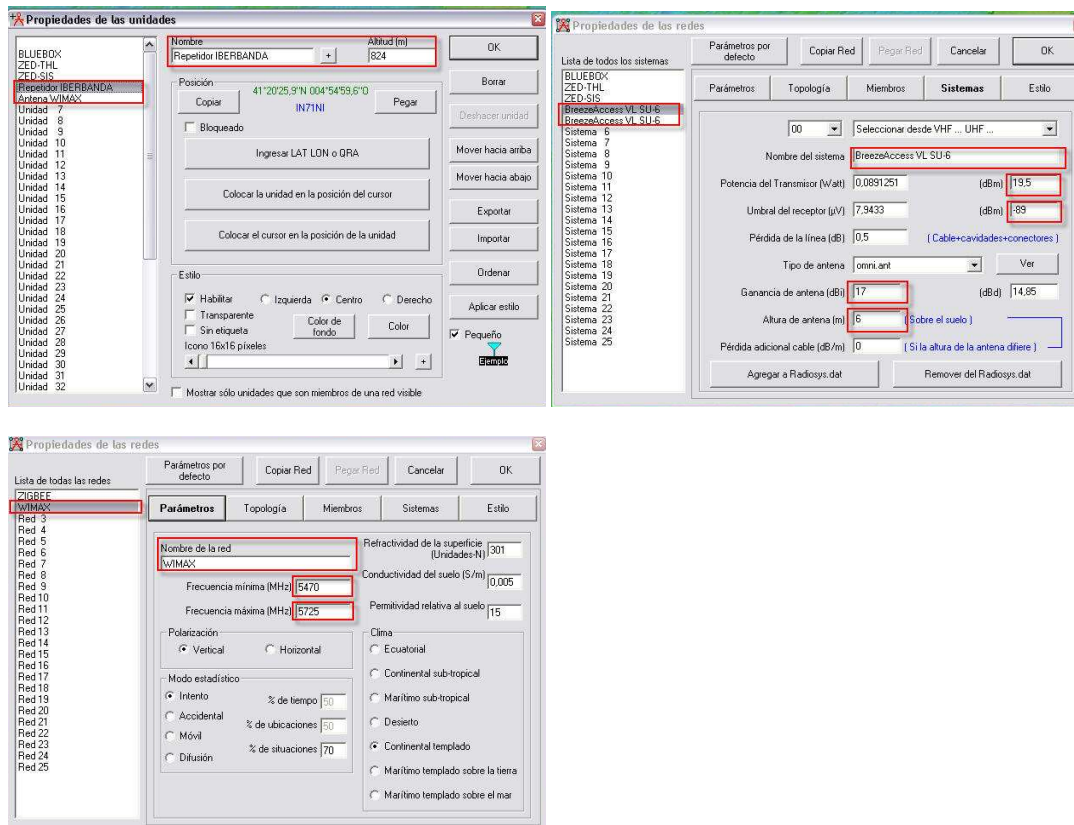 Propiedades de las unidades
BLUEBOX
ZED-THL
ZED-SIS
Repetidor IBERBANDA
Antena WIMAX
Unidad 7
Unidad 8
Unidad 9
Unidad 10
Unidad 11
Unidad 12
Unidad 13
Unidad 14
Unidad 15
Unidad 16
Unidad 17
Unidad 18
Unidad 19
Unidad 20
Unidad 21
Unidad 22
Unidad 23
Unidad 24
Unidad 25
Unidad 26
Unidad 27
Unidad 28
Unidad 29
Unidad 30
Unidad 31
Unidad 32
Nombre Altitud (m)
Repetidor IBERBANDA + 824
Posición
41°20'25,9"N 004°54'59,6"O
Copiar IN71NI Pegar
Bloqueado
Ingresar LAT LON o QRA
Colocar la unidad en la posición del cursor
Colocar el cursor en la posición de la unidad
Estilo
Habilitar Izquierda Centro Derecho
Transparente
Sin etiqueta
Color de fondo
Color
Icono 16x16 píxeles
+
Mostrar sólo unidades que son miembros de una red visible
OK
Borrar
Deshacer unidad
Mover hacia arriba
Mover hacia abajo
Exportar
Importar
Ordenar
Aplicar estilo
Pequeño
Ejemplo
Propiedades de las redes
Lista de todos los sistemas
BLUEBOX
ZED-THL
ZED-SIS
BreezeAccess VL SU-6
BreezeAccess VL SU-6
Sistema 6
Sistema 7
Sistema 8
Sistema 9
Sistema 10
Sistema 11
Sistema 12
Sistema 13
Sistema 14
Sistema 15
Sistema 16
Sistema 17
Sistema 18
Sistema 19
Sistema 20
Sistema 21
Sistema 22
Sistema 23
Sistema 24
Sistema 25
Parámetros por defecto
Copiar Red
Pegar Red
Cancelar
OK
Parámetros Topología Miembros Sistemas Estilo
00 Seleccionar desde VHF ... UHF ...
Nombre del sistema BreezeAccess VL SU-6
Potencia del Transmisor (Watt) 0,0891251 (dBm) 19,5
Umbral del receptor (µV) 7,9433 (dBm) -89
Pérdida de la línea (dB) 0,5 ( Cable+cavidades+conectores )
Tipo de antena omni.ant Ver
Ganancia de antena (dBi) 17 (dBd) 14,85
Altura de antena (m) 6 ( Sobre el suelo )
Pérdida adicional cable (dB/m) 0 ( Si la altura de la antena difiere )
Agregar a Radiosys.dat Remover del Radiosys.dat
Propiedades de las redes
Lista de todas las redes
ZIGBEE
WIMAX
Red 3
Red 4
Red 5
Red 6
Red 7
Red 8
Red 9
Red 10
Red 11
Red 12
Red 13
Red 14
Red 15
Red 16
Red 17
Red 18
Red 19
Red 20
Red 21
Red 22
Red 23
Red 24
Red 25
Parámetros por defecto
Copiar Red
Pegar Red
Cancelar
OK
Parámetros Topología Miembros Sistemas Estilo
Nombre de la red
WIMAX
Frecuencia mínima (MHz) 5470
Frecuencia máxima (MHz) 5725
Polarización
Vertical Horizontal
Modo estadístico
Intento
Accidental
Móvil
Difusión
% de tiempo 50
% de ubicaciones 50
% de situaciones 70
Refractividad de la superficie (Unidades-N) 301
Conductividad del suelo (S/m) 0,005
Permitividad relativa al suelo 15
Clima
Ecuatorial
Continental sub-tropical
Marítimo sub-tropical
Desierto
Continental templado
Marítimo templado sobre la tierra
Marítimo templado sobre el mar